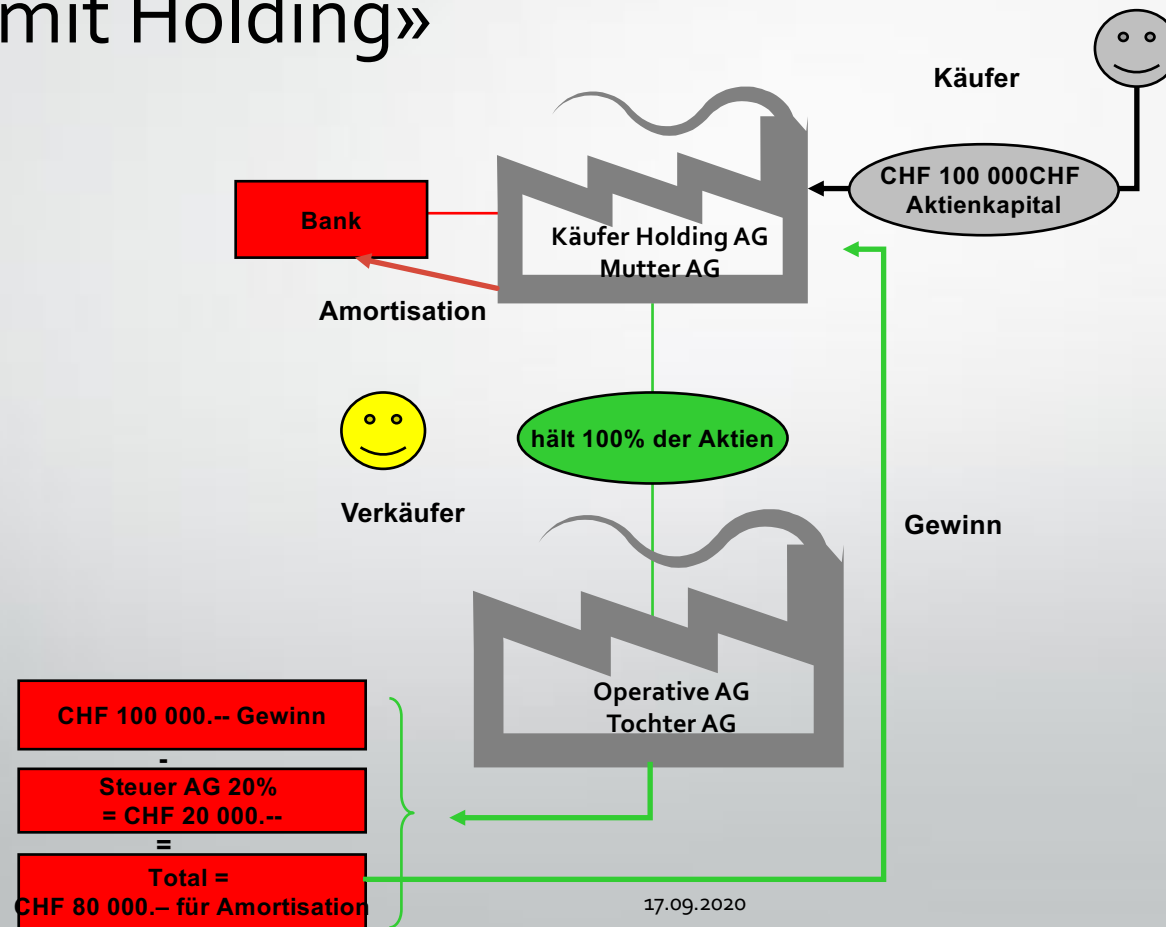 mit Holding»
Käufer
CHF 100 000CHF
Aktienkapital
Bank
Käufer Holding AG
Mutter AG
Amortisation
hält 100% der Aktien
Verkäufer
Gewinn
Operative AG
Tochter AG
CHF 100 000.-- Gewinn
-
Steuer AG 20%
= CHF 20 000.--
=
Total =
CHF 80 000.– für Amortisation
17.09.2020